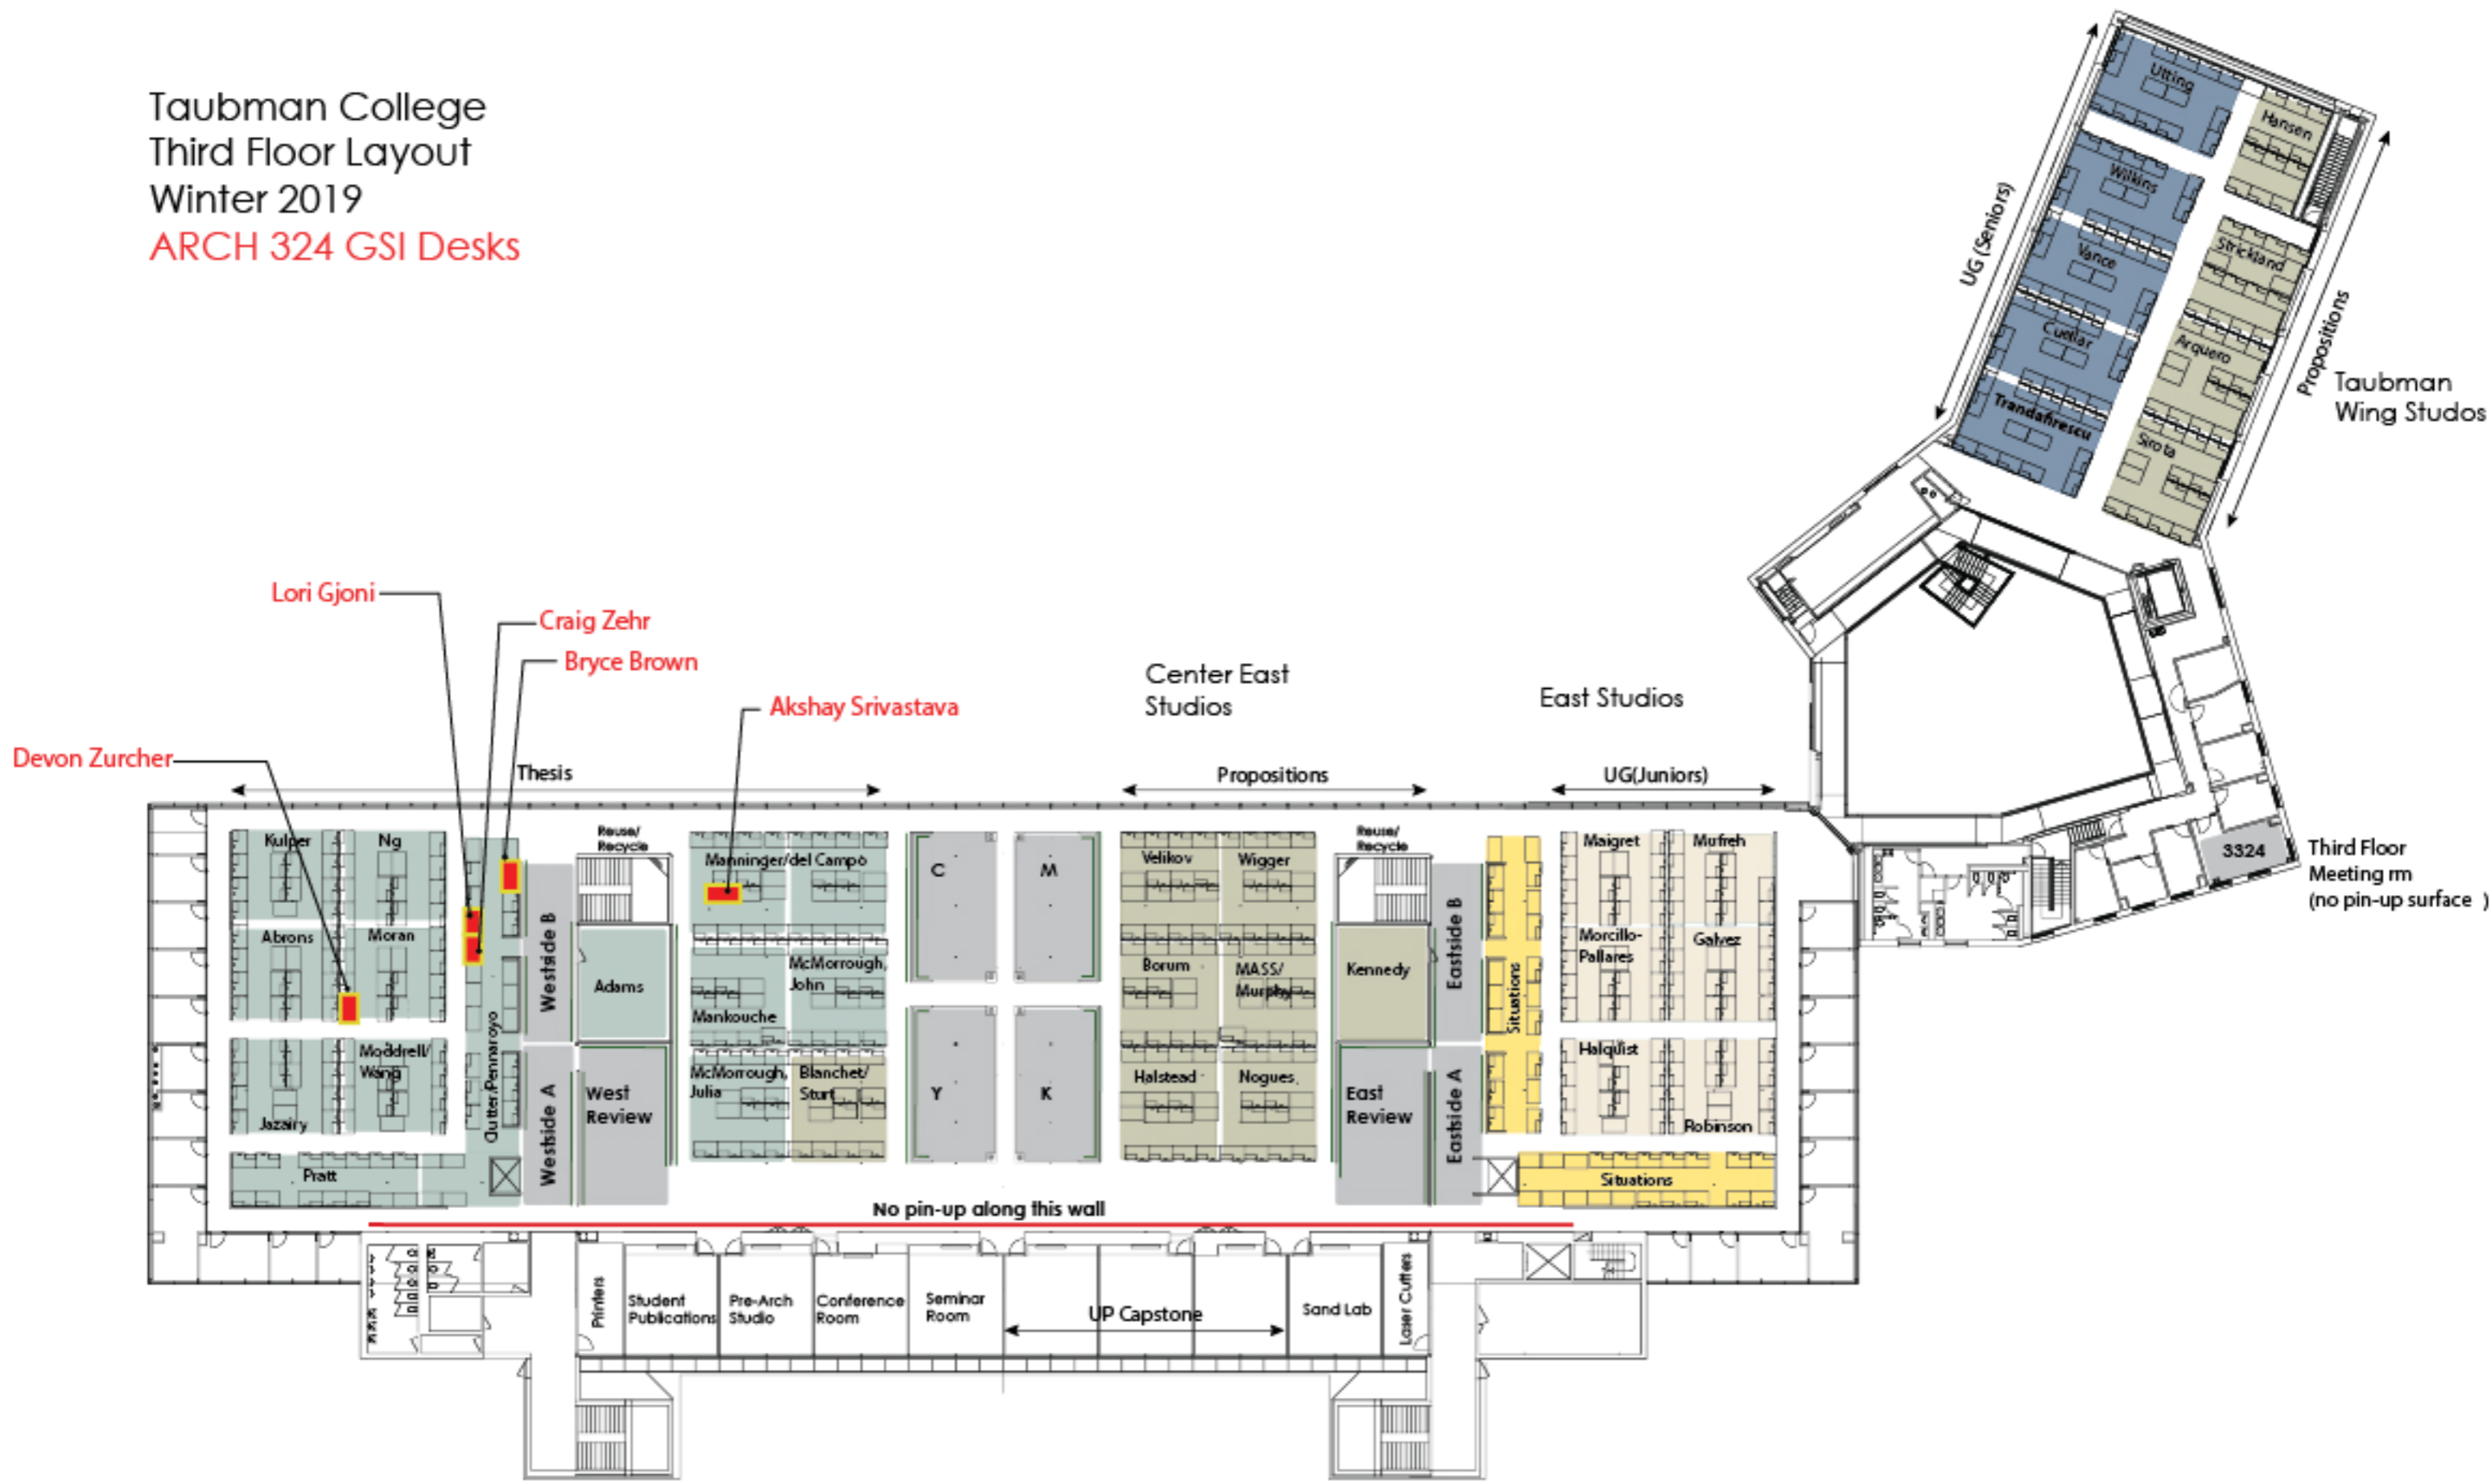 Taubman College
Third Floor Layout
Winter 2019
ARCH 324 GSI Desks
Utting
Hansen
Wilkins
UG (Seniors)
Vance
Strickland
Cuellar
Arquero
Propositions
Trandafirescu
Sirota
Taubman
Wing Studos
Lori Gjoni
Craig Zehr
Bryce Brown
Akshay Srivastava
Devon Zurcher
Center East
Studios
East Studios
Thesis
Propositions
UG(Juniors)
Kulper
Ng
Reuse/
Recycle
Manninger/del Campo
C
M
Velikov
Wigger
Reuse/
Recycle
Maigret
Mufreh
3324
Third Floor
Meeting rm
(no pin-up surface )
Abrons
Moran
Westside B
Adams
McMorrough,
John
Mankouche
Borum
MASS/
Murphy
Kennedy
Eastside B
Situations
Morcillo-
Pallares
Galvez
Moddrell/
Wang
Jazairy
Cutter/Pennarroyo
Westside A
West
Review
McMorrough,
Julia
Blanchet/
Sturt
Y
K
Halstead
Nogues
East
Review
Eastside A
Halquist
Robinson
Pratt
Situations
No pin-up along this wall
Printers
Student
Publications
Pre-Arch
Studio
Conference
Room
Seminar
Room
UP Capstone
Sand Lab
Laser Cutters